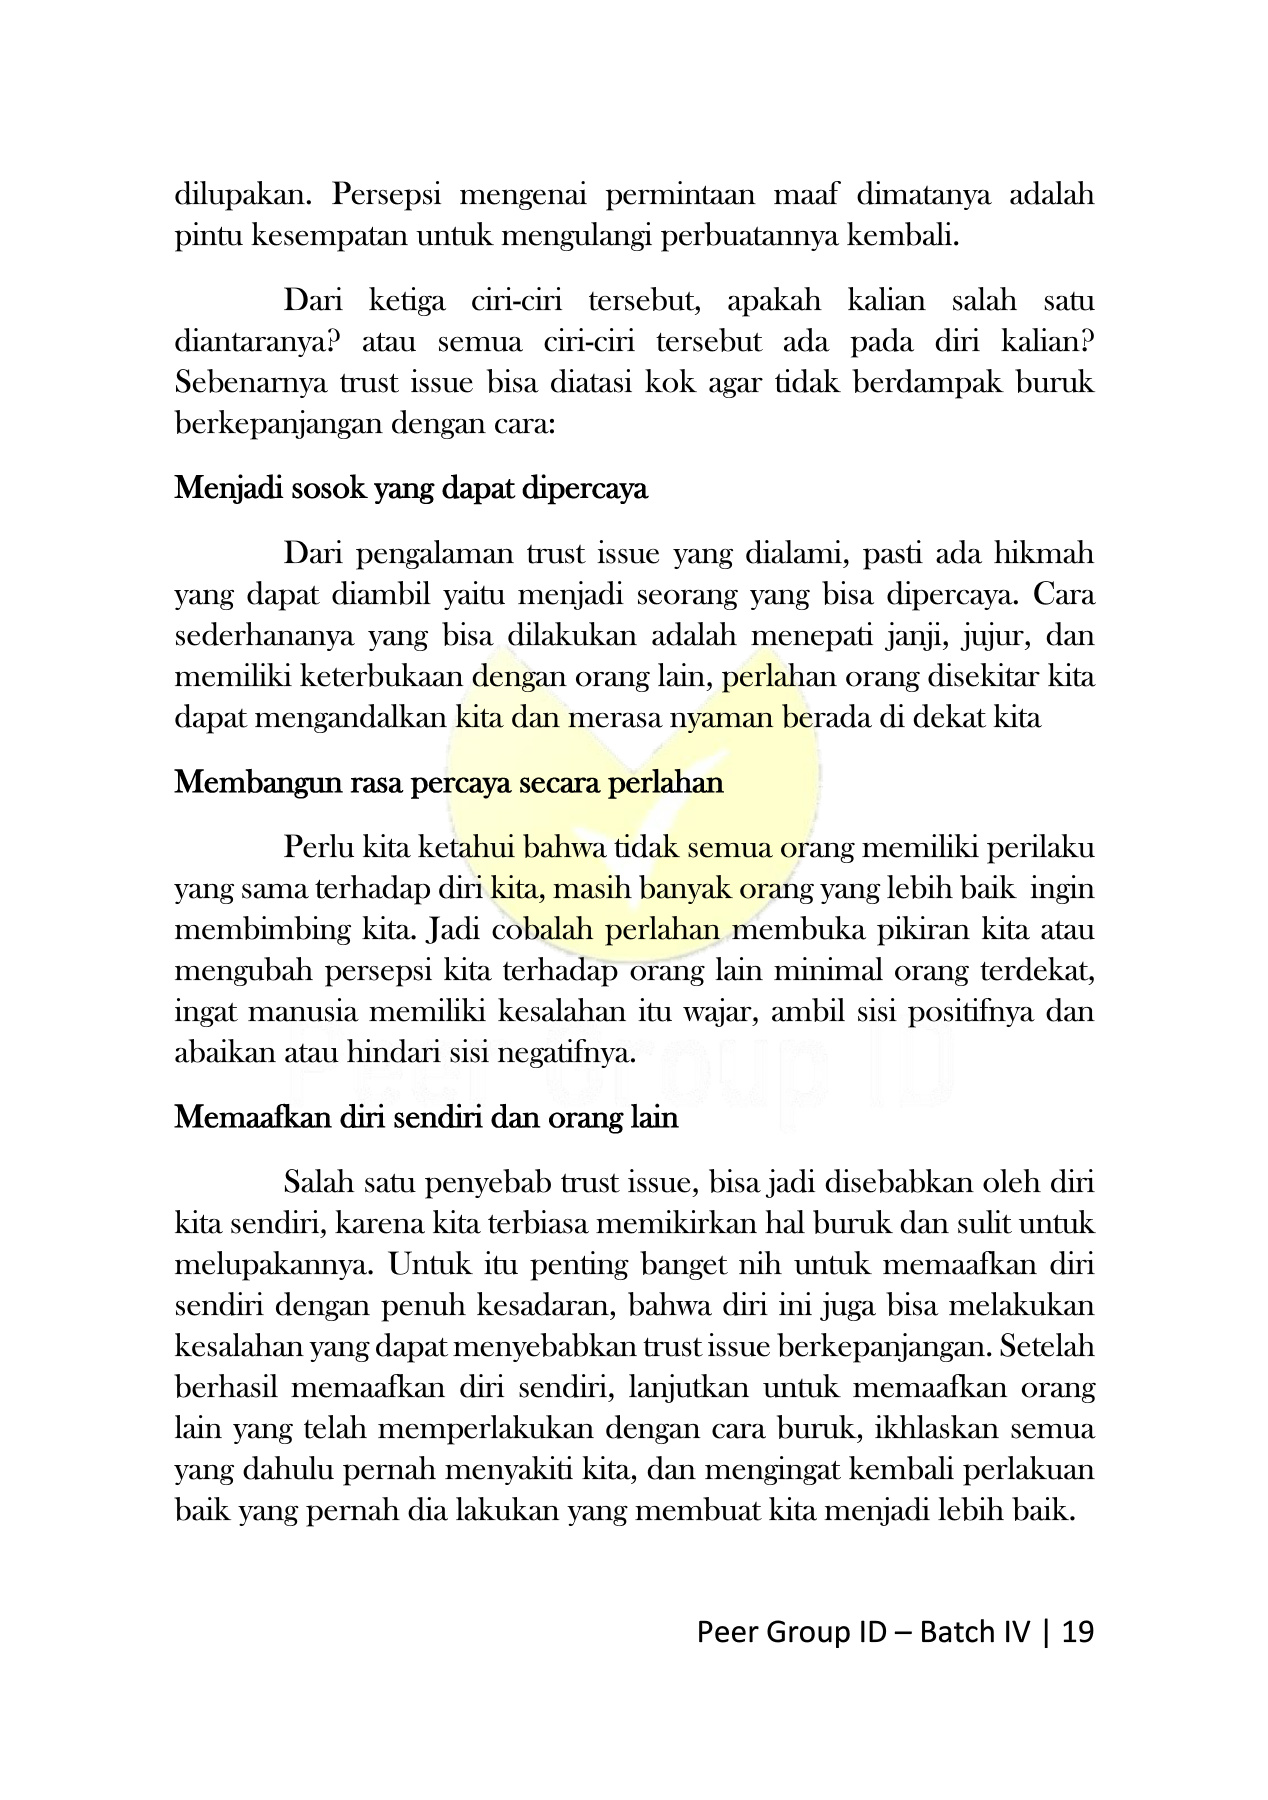 dilupakan. Persepsi mengenai permintaan maaf dimatanya adalah
pintu kesempatan untuk mengulangi perbuatannya kembali.
Dari ketiga ciri-ciri tersebut, apakah kalian salah satu
diantaranya? atau semua ciri-ciri tersebut ada pada diri kalian?
Sebenarnya trust issue bisa diatasi kok agar tidak berdampak buruk
berkepanjangan dengan cara:
Menjadi sosok yang dapat dipercaya
Dari pengalaman trust issue yang dialami, pasti ada hikmah
yang dapat diambil yaitu menjadi seorang yang bisa dipercaya. Cara
sederhananya yang bisa dilakukan adalah menepati janji, jujur, dan
memiliki keterbukaan dengan orang lain, perlahan orang disekitar kita
dapat mengandalkan kita dan merasa nyaman berada di dekat kita
Membangun rasa percaya secara perlahan
Perlu kita ketahui bahwa tidak semua orang memiliki perilaku
yang sama terhadap diri kita, masih banyak orang yang lebih baik ingin
membimbing kita. Jadi cobalah perlahan membuka pikiran kita atau
mengubah persepsi kita terhadap orang lain minimal orang terdekat,
ingat manusia memiliki kesalahan itu wajar, ambil sisi positifnya dan
abaikan atau hindari sisi negatifnya.
Peer Group ID
Memaafkan diri sendiri dan orang lain
Salah satu penyebab trust issue, bisa jadi disebabkan oleh diri
kita sendiri, karena kita terbiasa memikirkan hal buruk dan sulit untuk
melupakannya. Untuk itu penting banget nih untuk memaafkan diri
sendiri dengan penuh kesadaran, bahwa diri ini juga bisa melakukan
kesalahan yang dapat menyebabkan trust issue berkepanjangan. Setelah
berhasil memaafkan diri sendiri, lanjutkan untuk memaafkan orang
lain yang telah memperlakukan dengan cara buruk, ikhlaskan semua
yang dahulu pernah menyakiti kita, dan mengingat kembali perlakuan
baik yang pernah dia lakukan yang membuat kita menjadi lebih baik.
Peer Group ID – Batch IV | 19